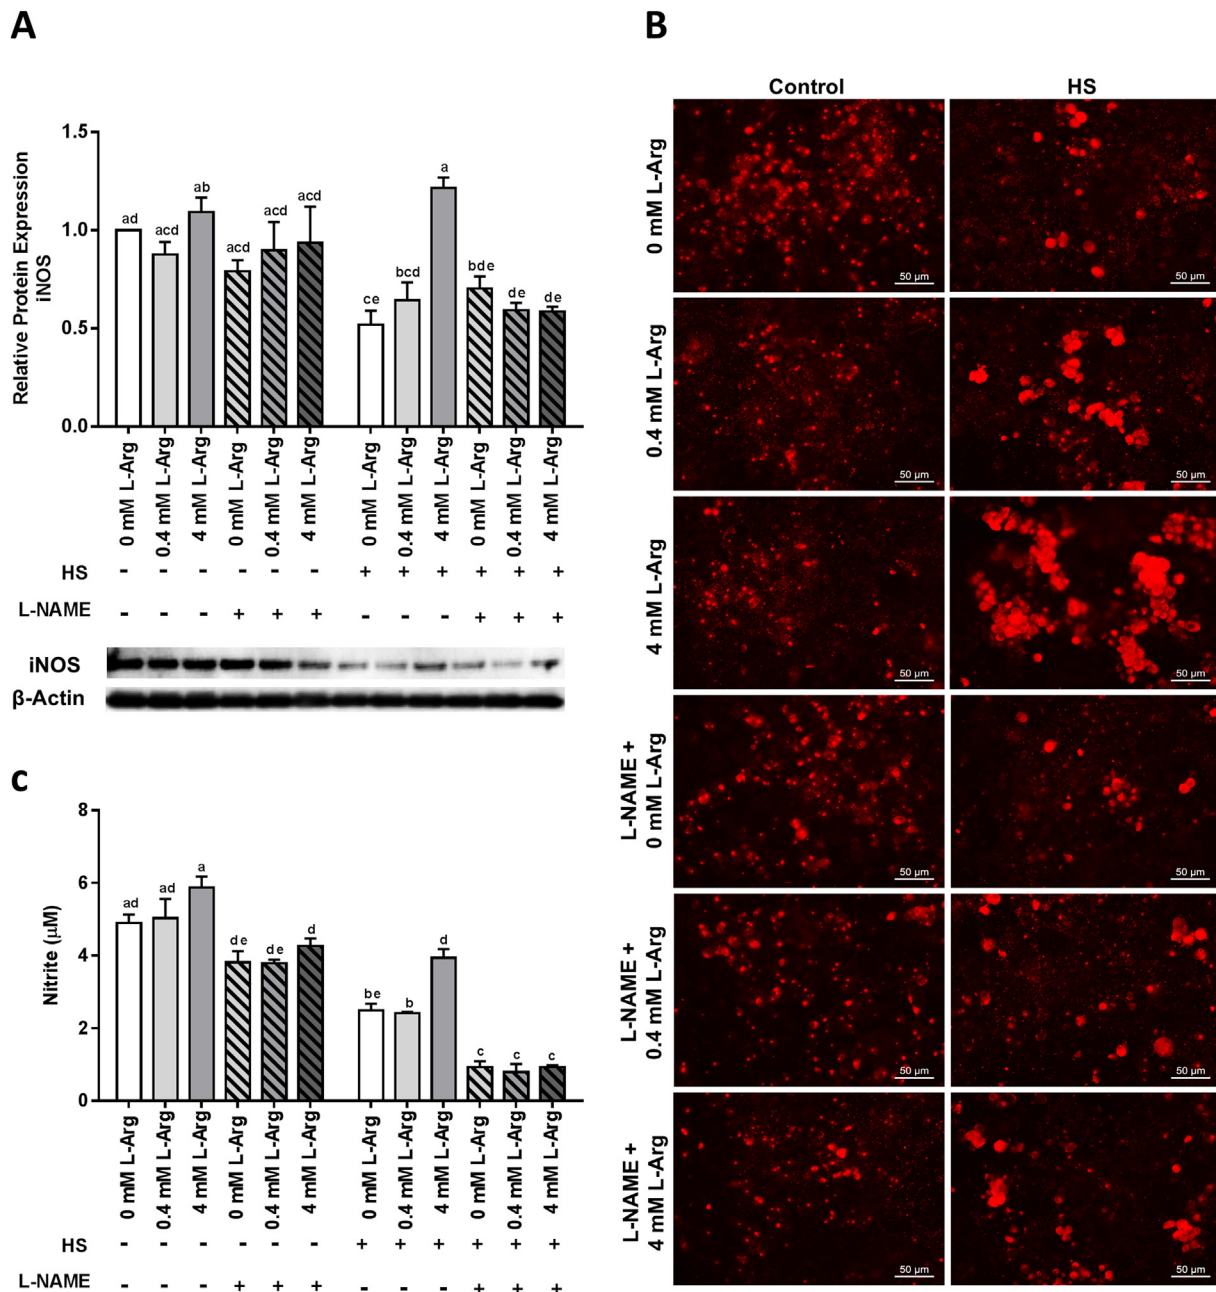 A
1.5
1.0
0.5
0.0
Relative Protein Expression
iNOS
ad
acd
ab
acd
acd
acd
ce
bcd
a
bde
de
de
0 mM L-Arg
0.4 mM L-Arg
4 mM L-Arg
0 mM L-Arg
0.4 mM L-Arg
4 mM L-Arg
0 mM L-Arg
0.4 mM L-Arg
4 mM L-Arg
0 mM L-Arg
0.4 mM L-Arg
4 mM L-Arg
HS - - - - - - + + + + + +
L-NAME - - - + + + - - - + + +
iNOS
β-Actin
B
Control HS
0 mM L-Arg
50 µm 50 µm
0.4 mM L-Arg
50 µm 50 µm
4 mM L-Arg
50 µm 50 µm
L-NAME +
0 mM L-Arg
50 µm 50 µm
L-NAME +
0.4 mM L-Arg
50 µm 50 µm
L-NAME +
4 mM L-Arg
50 µm 50 µm
C
8
6
4
2
0
Nitrite (µM)
ad
ad
a
de
de
d
be
b
d
c
c
c
0 mM L-Arg
0.4 mM L-Arg
4 mM L-Arg
0 mM L-Arg
0.4 mM L-Arg
4 mM L-Arg
0 mM L-Arg
0.4 mM L-Arg
4 mM L-Arg
0 mM L-Arg
0.4 mM L-Arg
4 mM L-Arg
HS - - - - - - + + + + + +
L-NAME - - - + + + - - - + + +